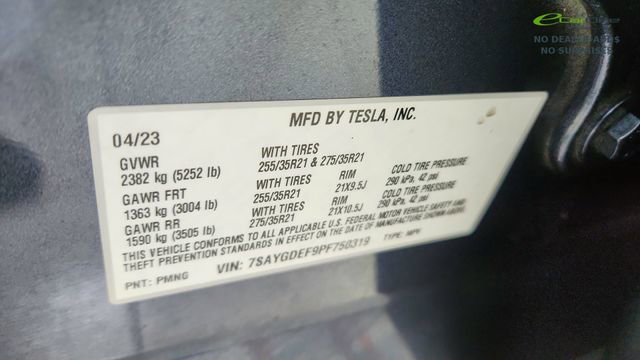 eCarOne
NO DEALER ADS
NO SURPRISES
MFD BY TESLA, INC.
04/23
GVWR WITH TIRES COLD TIRE PRESSURE
2382 kg (5252 lb) 255/35R21 & 275/35R21
GAWR FRT WITH TIRES RIM COLD TIRE PRESSURE
1363 kg (3004 lb) 255/35R21 21X9.5J 290 kPa, 42 psi
GAWR RR WITH TIRES RIM
1590 kg (3505 lb) 275/35R21 21X10.5J 290 kPa, 42 psi
THIS VEHICLE CONFORMS TO ALL APPLICABLE U.S. FEDERAL MOTOR VEHICLE SAFETY AND
THEFT PREVENTION STANDARDS IN EFFECT ON THE DATE OF MANUFACTURE SHOWN ABOVE.
PNT: PMNG VIN: 7SAYGDEF9PF750319 TYPE: MPV